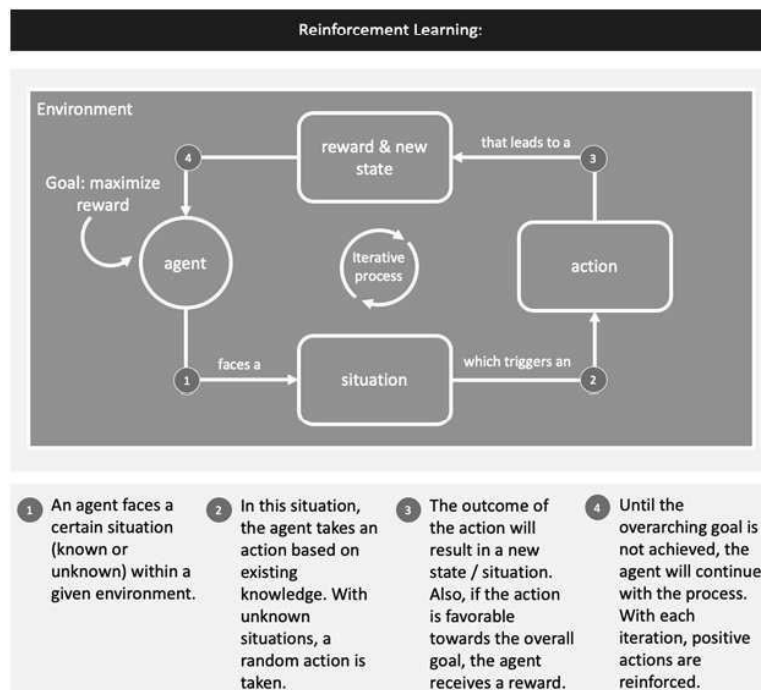 Reinforcement Learning:
Environment
reward & new
state
that leads to a
3
4
Goal: maximize
reward
agent
Iterative
process
action
faces a
1
situation
which triggers an
2
1
An agent faces a
certain situation
(known or
unknown) within a
given environment.
2
In this situation,
the agent takes an
action based on
existing
knowledge. With
unknown
situations, a
random action is
taken.
3
The outcome of
the action will
result in a new
state / situation.
Also, if the action
is favorable
towards the overall
goal, the agent
receives a reward.
4
Until the
overarching goal is
not achieved, the
agent will continue
with the process.
With each
iteration, positive
actions are
reinforced.